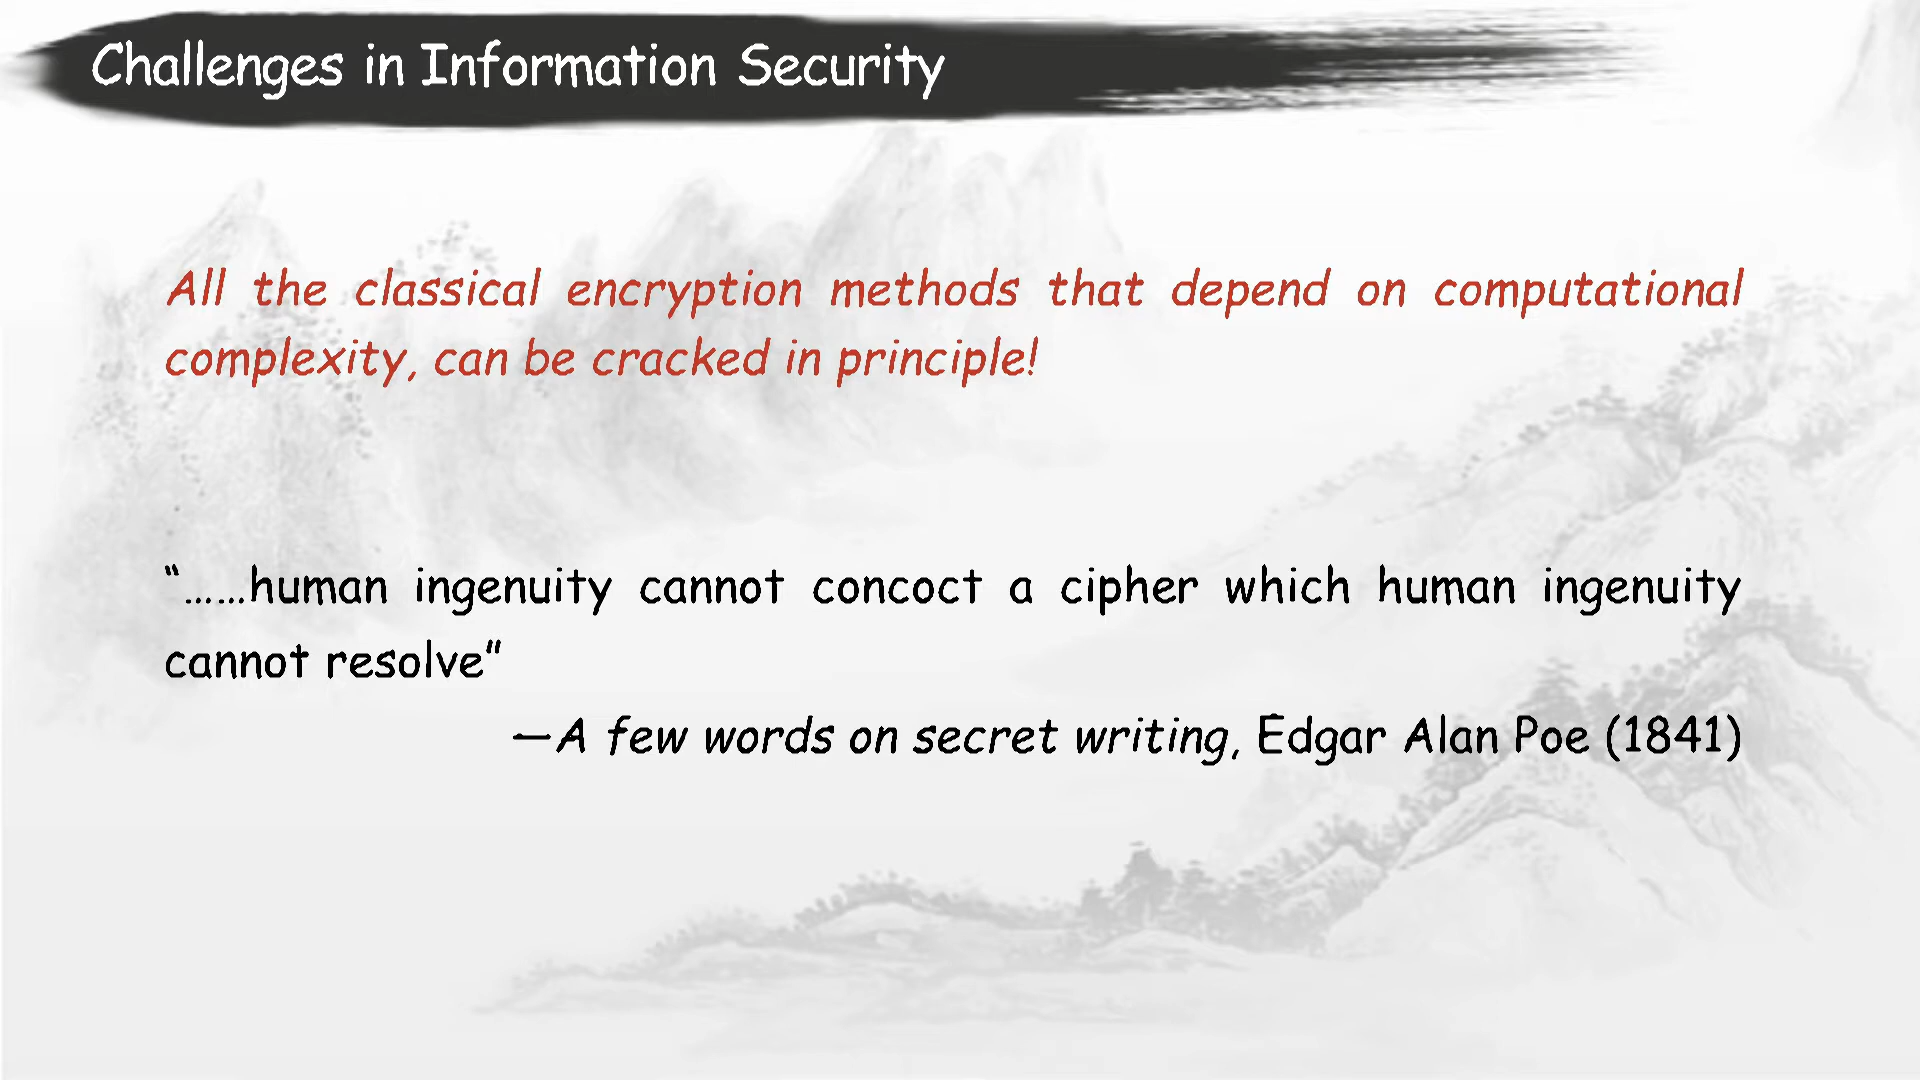 Challenges in Information Security
All the classical encryption methods that depend on computational
complexity, can be cracked in principle!
“……human ingenuity cannot concoct a cipher which human ingenuity
cannot resolve”
—A few words on secret writing, Edgar Alan Poe (1841)